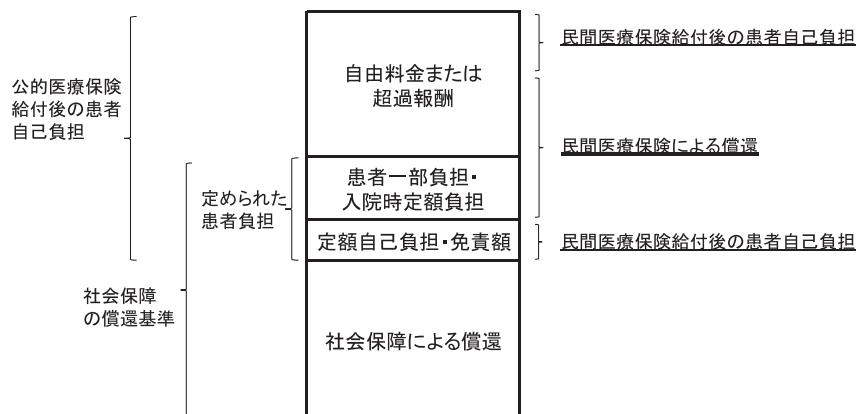 民間医療保険給付後の患者自己負担
自由料金または
超過報酬
公的医療保険
給付後の患者
自己負担
民間医療保険による償還
患者一部負担・
入院時定額負担
定められた
患者負担
定額自己負担・免責額
民間医療保険給付後の患者自己負担
社会保障
の償還基準
社会保障による償還